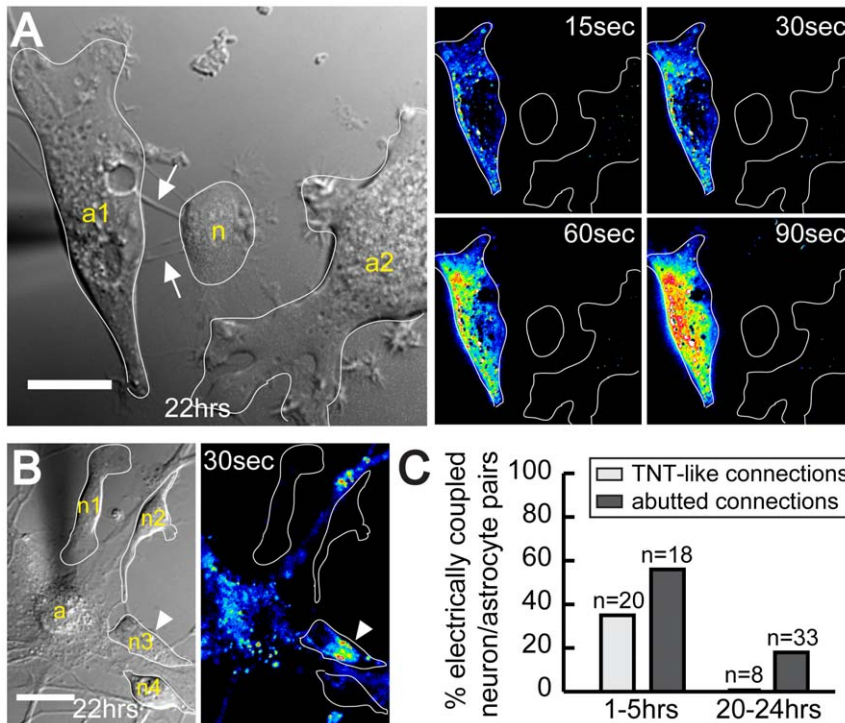 A
a1
n
a2
22hrs
15sec
30sec
60sec
90sec
B
n1
n2
a
n3
n4
22hrs
30sec
C
% electrically coupled
neuron/astrocyte pairs
100
80
60
40
20
0
TNT-like connections
abutted connections
n=20
n=18
n=8
n=33
1-5hrs
20-24hrs